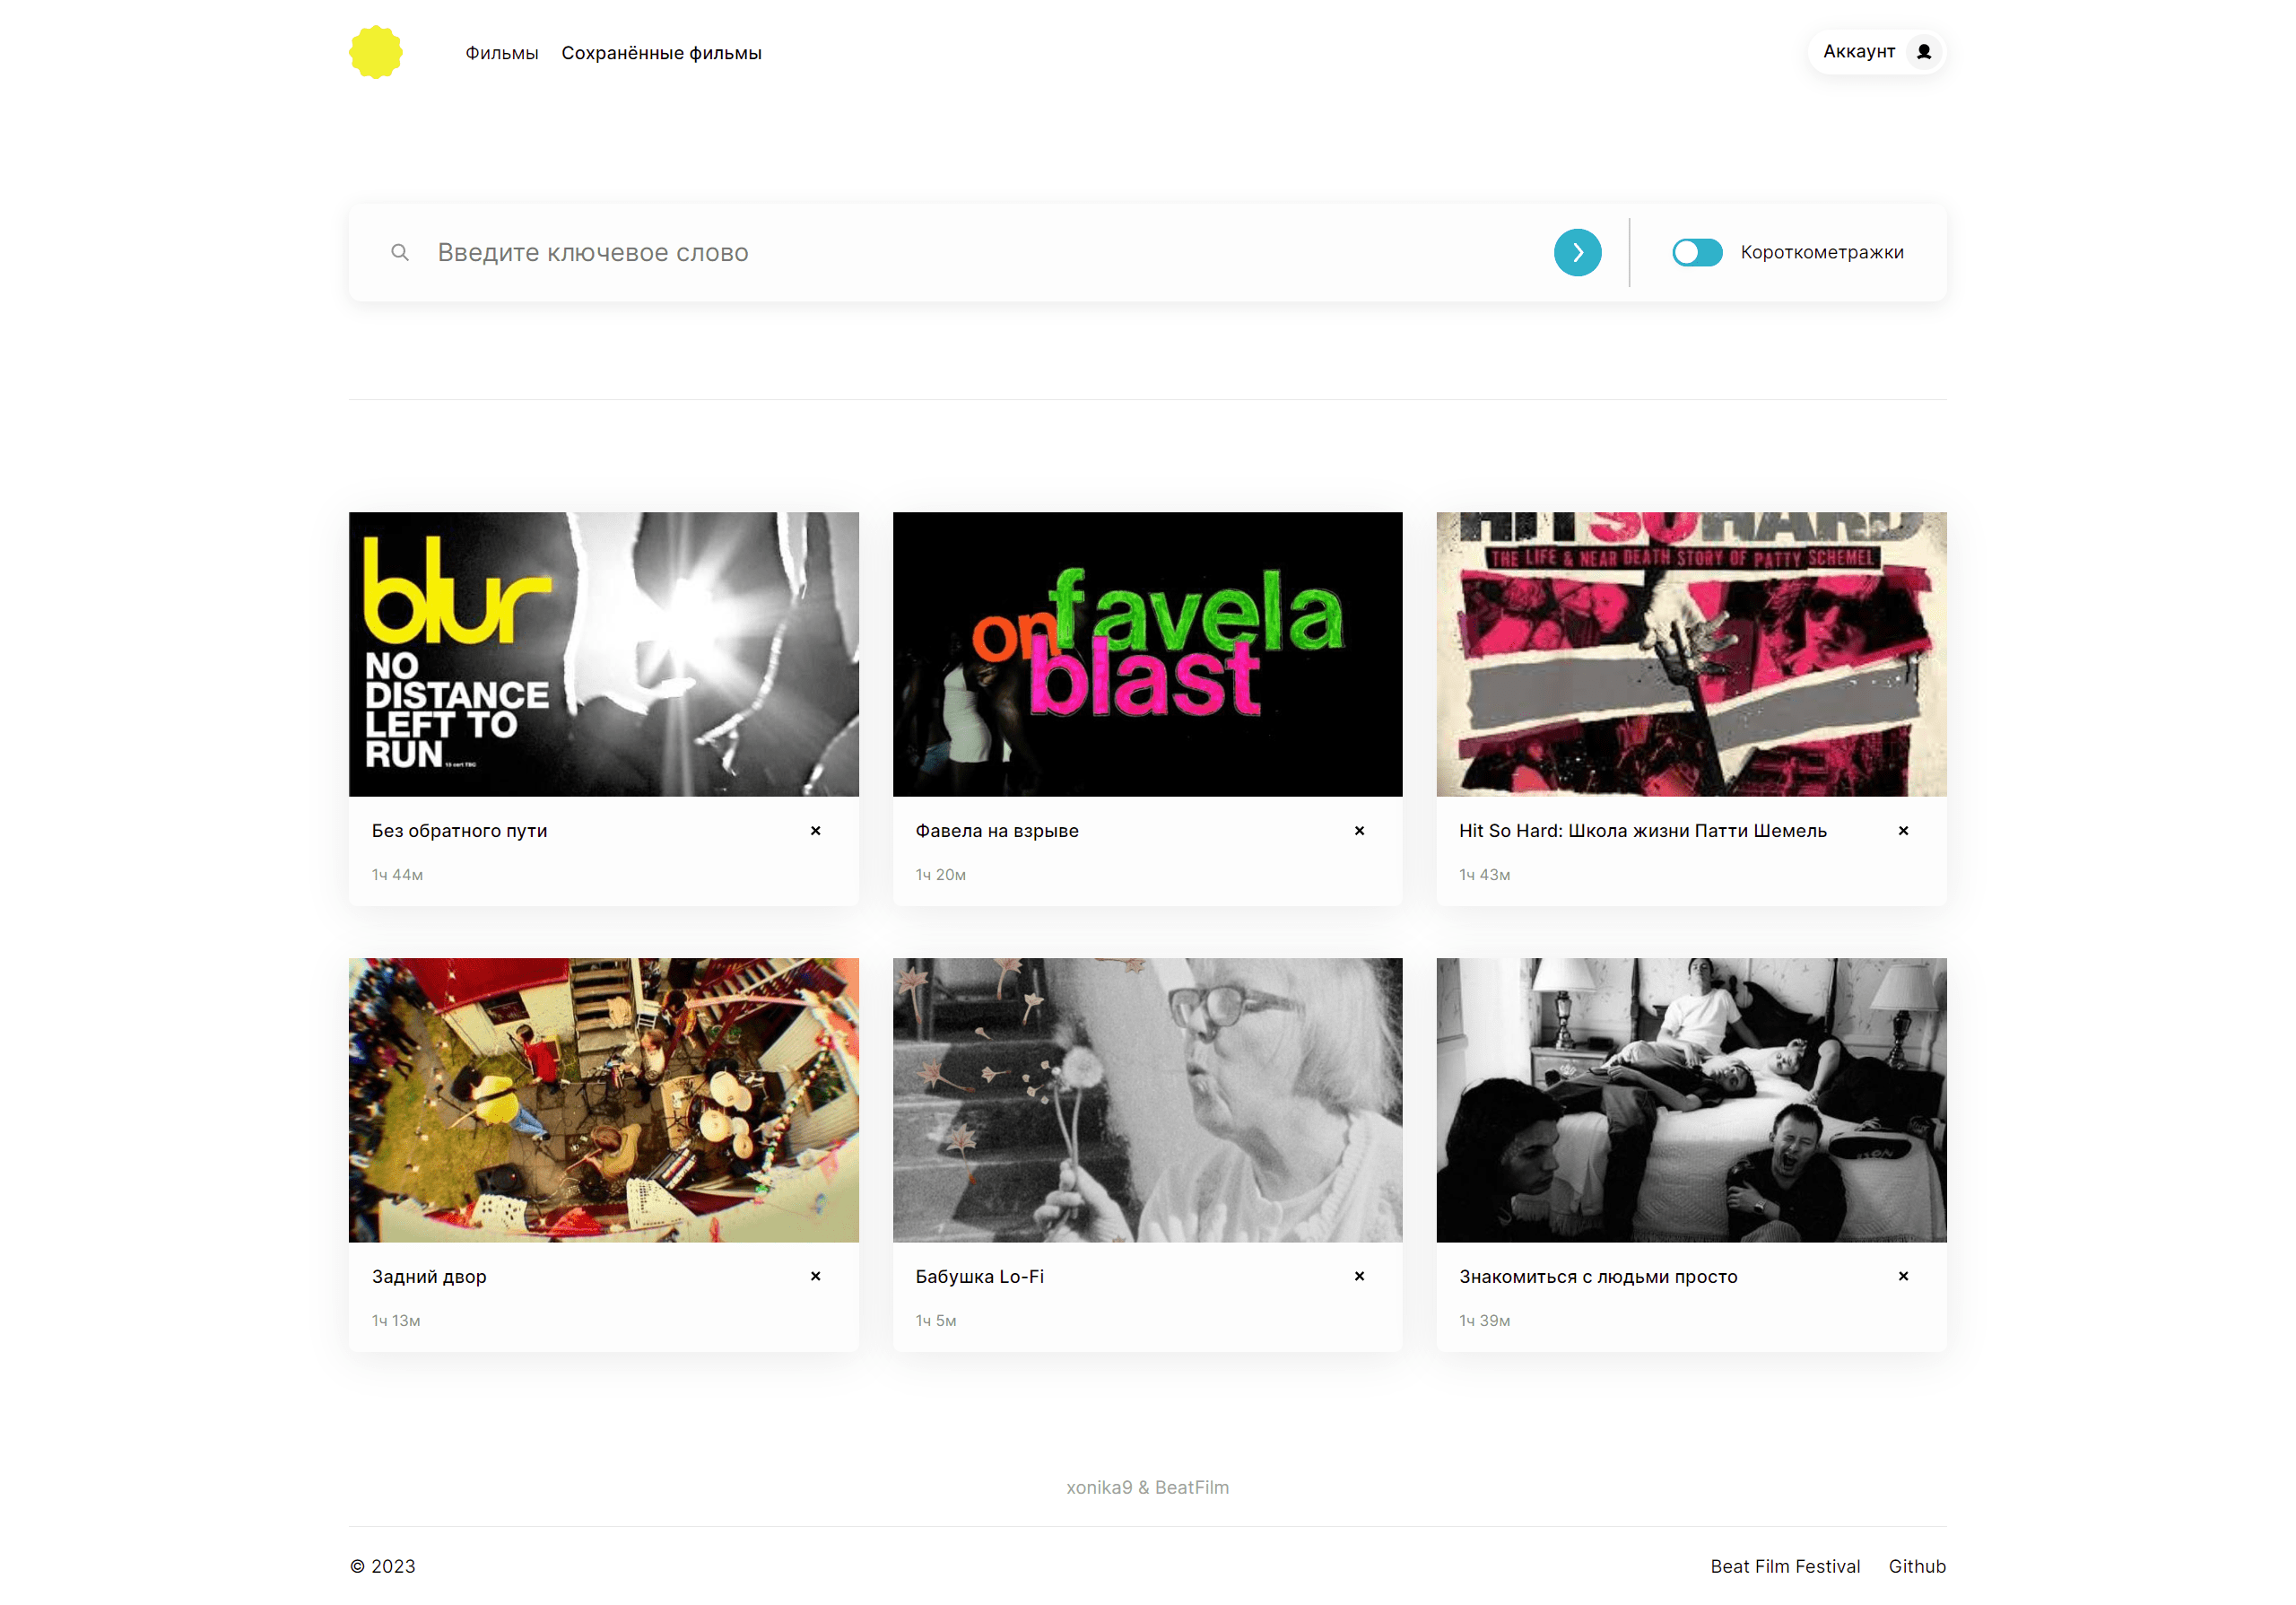 Фильмы Сохранённые фильмы Аккаунт
Введите ключевое слово
Короткометражки
blur
NO
DISTANCE
LEFT TO
RUN
on favela
blast
HIT SO HARD
THE LIFE & NEAR DEATH STORY OF PATTY SCHEMEL
Без обратного пути
1ч 44м
Фавела на взрыве
1ч 20м
Hit So Hard: Школа жизни Патти Шемель
1ч 43м
Задний двор
1ч 13м
Бабушка Lo-Fi
1ч 5м
Знакомиться с людьми просто
1ч 39м
xonika9 & BeatFilm
© 2023
Beat Film Festival Github